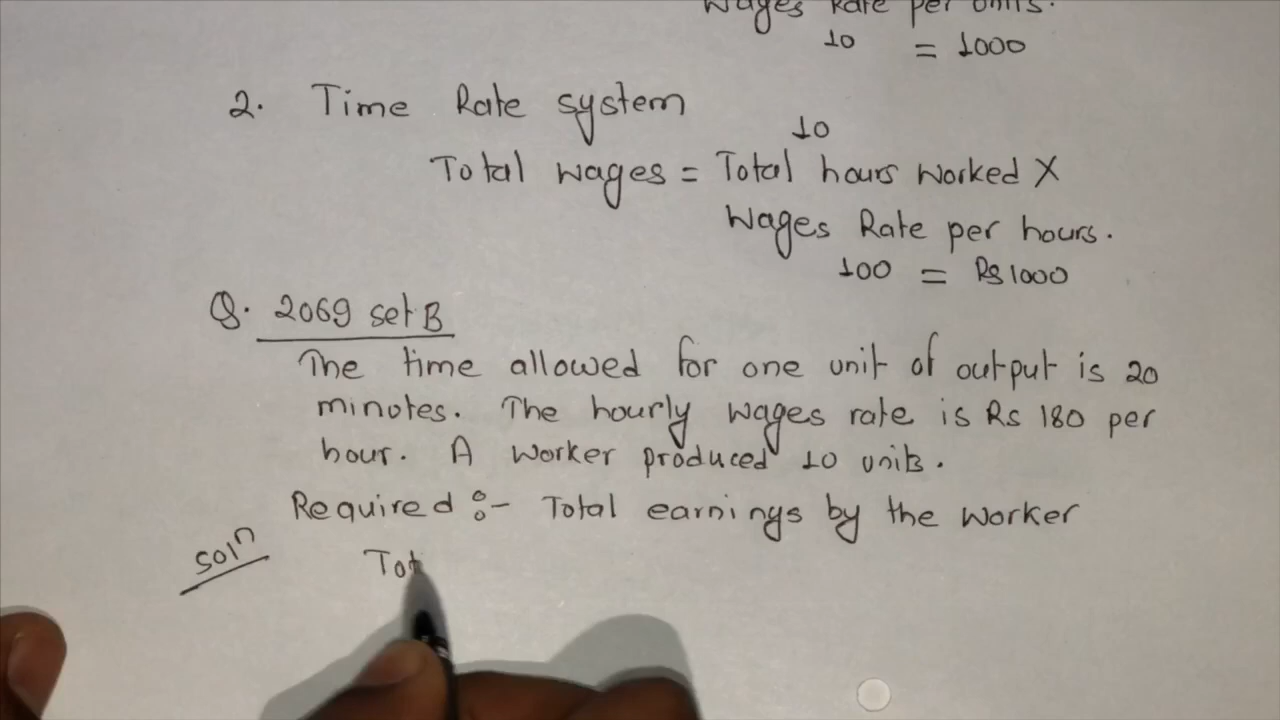 Wages Rate per units.
10 = 1000
2. Time Rate system
10
Total wages = Total hours worked X
Wages Rate per hours.
100 = Rs 1000
Q. 2069 set B
The time allowed for one unit of output is 20
minutes. The hourly wages rate is Rs 180 per
hour. A worker produced 10 units.
Required :- Total earnings by the worker
Soln
Tot